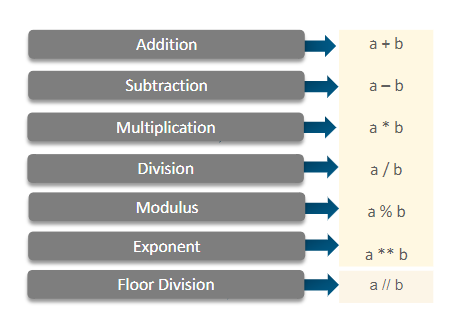 Addition a + b
Subtraction a – b
Multiplication a * b
Division a / b
Modulus a % b
Exponent a ** b
Floor Division a // b